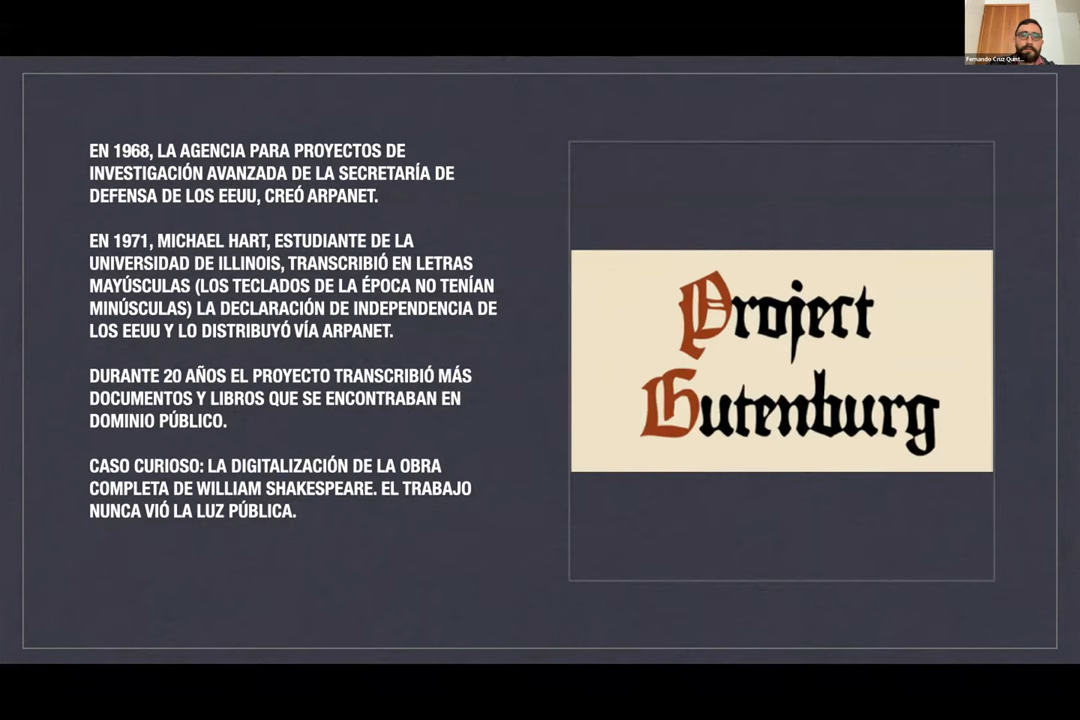 Fernando Cruz Quint...
EN 1968, LA AGENCIA PARA PROYECTOS DE
INVESTIGACIÓN AVANZADA DE LA SECRETARÍA DE
DEFENSA DE LOS EEUU, CREÓ ARPANET.
EN 1971, MICHAEL HART, ESTUDIANTE DE LA
UNIVERSIDAD DE ILLINOIS, TRANSCRIBIÓ EN LETRAS
MAYÚSCULAS (LOS TECLADOS DE LA ÉPOCA NO TENÍAN
MINÚSCULAS) LA DECLARACIÓN DE INDEPENDENCIA DE
LOS EEUU Y LO DISTRIBUYÓ VÍA ARPANET.
DURANTE 20 AÑOS EL PROYECTO TRANSCRIBIÓ MÁS
DOCUMENTOS Y LIBROS QUE SE ENCONTRABAN EN
DOMINIO PÚBLICO.
CASO CURIOSO: LA DIGITALIZACIÓN DE LA OBRA
COMPLETA DE WILLIAM SHAKESPEARE. EL TRABAJO
NUNCA VIÓ LA LUZ PÚBLICA.
Project
Gutenburg